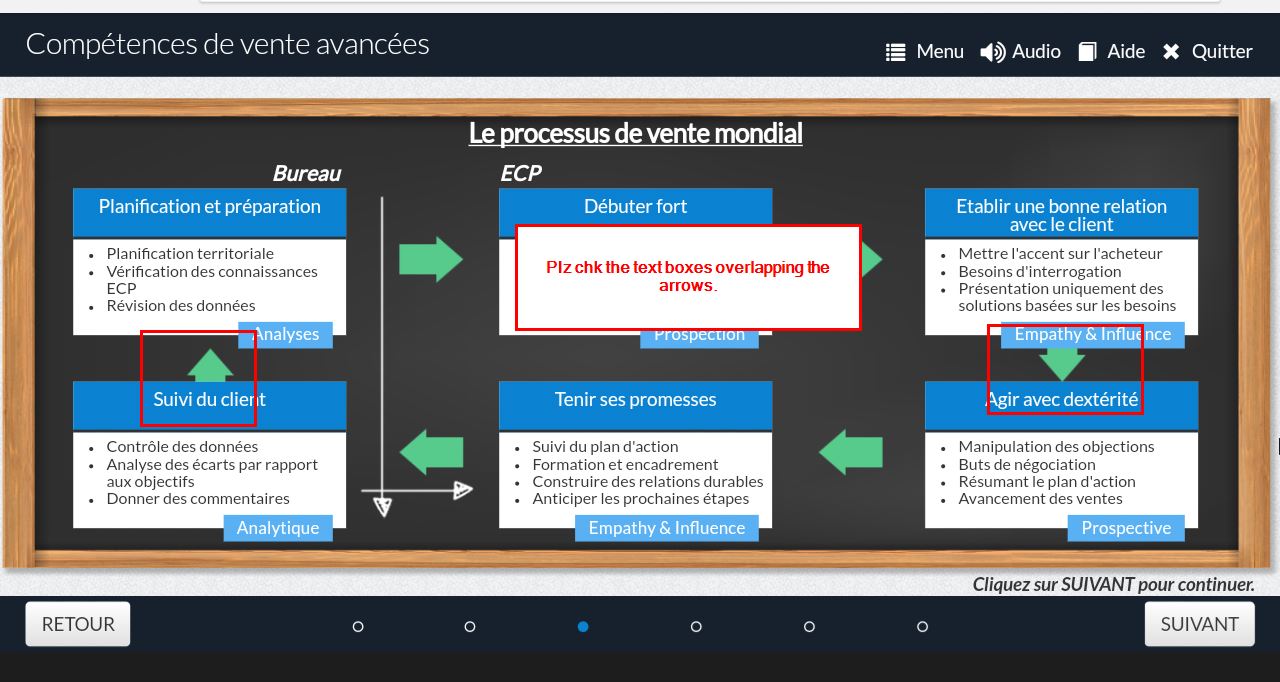 Compétences de vente avancées
Menu
Audio
Aide
Quitter
Le processus de vente mondial
Bureau
ECP
Planification et préparation
• Planification territoriale
• Vérification des connaissances
ECP
• Révision des données
Analyses
Débuter fort
Plz chk the text boxes overlapping the
arrows.
Prospection
Etablir une bonne relation
avec le client
• Mettre l'accent sur l'acheteur
• Besoins d'interrogation
• Présentation uniquement des
solutions basées sur les besoins
Empathy & Influence
Suivi du client
• Contrôle des données
• Analyse des écarts par rapport
aux objectifs
• Donner des commentaires
Analytique
Tenir ses promesses
• Suivi du plan d'action
• Formation et encadrement
• Construire des relations durables
• Anticiper les prochaines étapes
Empathy & Influence
Agir avec dextérité
• Manipulation des objections
• Buts de négociation
• Résumant le plan d'action
• Avancement des ventes
Prospective
Cliquez sur SUIVANT pour continuer.
RETOUR
SUIVANT